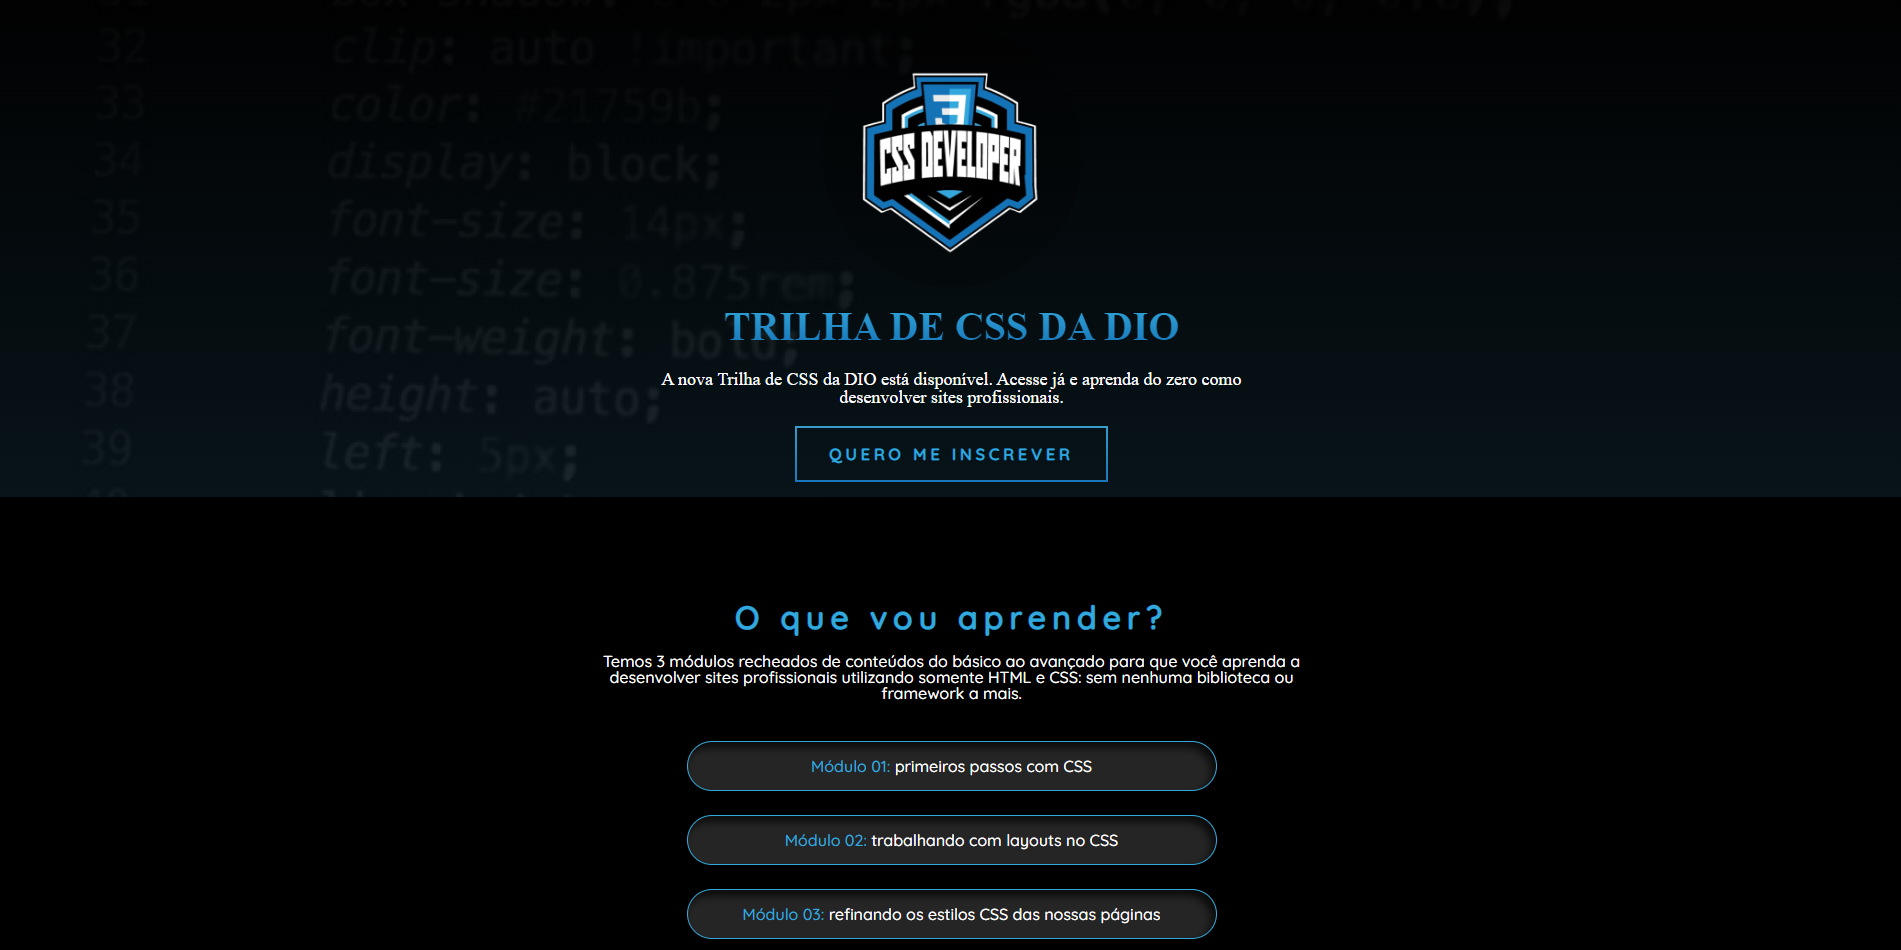 32 clip: auto !important;
33 color: #21759b;
34 display: block;
35 font-size: 14px;
36 font-size: 0.875rem;
37 font-weight: bold;
38 height: auto;
39 left: 5px;
3
CSS DEVELOPER
TRILHA DE CSS DA DIO
A nova Trilha de CSS da DIO está disponível. Acesse já e aprenda do zero como
desenvolver sites profissionais.
QUERO ME INSCREVER
O que vou aprender?
Temos 3 módulos recheados de conteúdos do básico ao avançado para que você aprenda a
desenvolver sites profissionais utilizando somente HTML e CSS: sem nenhuma biblioteca ou
framework a mais.
Módulo 01: primeiros passos com CSS
Módulo 02: trabalhando com layouts no CSS
Módulo 03: refinando os estilos CSS das nossas páginas